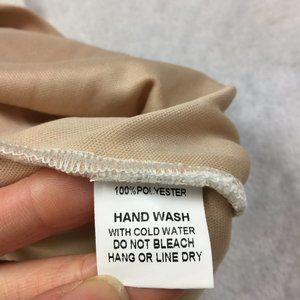 100%POLYESTER
HAND WASH
WITH COLD WATER
DO NOT BLEACH
HANG OR LINE DRY